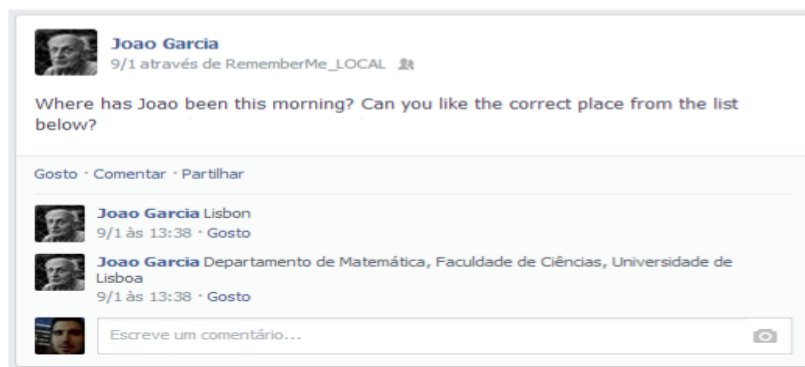 Joao Garcia
9/1 através de RememberMe_LOCAL
Where has Joao been this morning? Can you like the correct place from the list
below?
Gosto · Comentar · Partilhar
Joao Garcia Lisbon
9/1 às 13:38 · Gosto
Joao Garcia Departamento de Matemática, Faculdade de Ciências, Universidade de
Lisboa
9/1 às 13:38 · Gosto
Escreve um comentário...